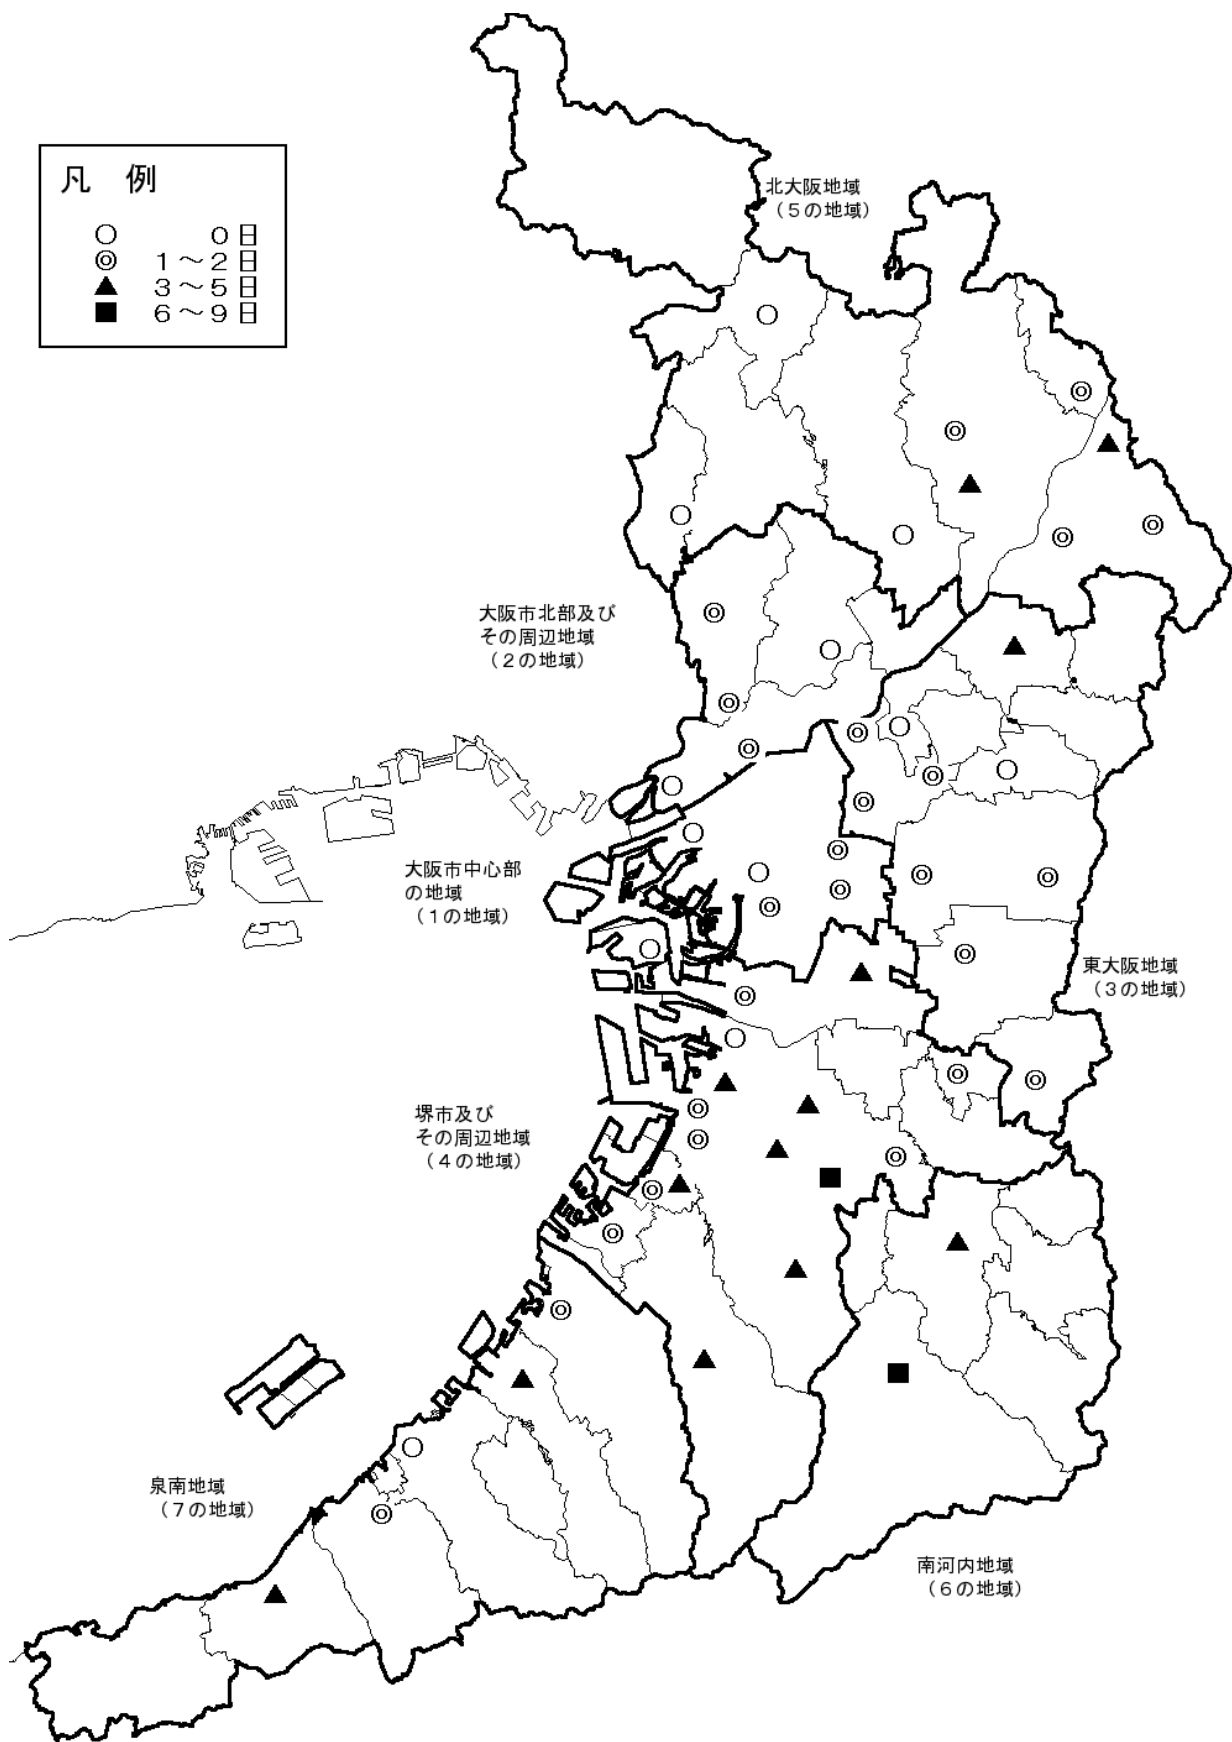 凡 例
○ 0日
◎ 1～2日
▲ 3～5日
■ 6～9日
北大阪地域
（5の地域）
大阪市北部及び
その周辺地域
（2の地域）
大阪市中心部
の地域
（1の地域）
東大阪地域
（3の地域）
堺市及び
その周辺地域
（4の地域）
泉南地域
（7の地域）
南河内地域
（6の地域）